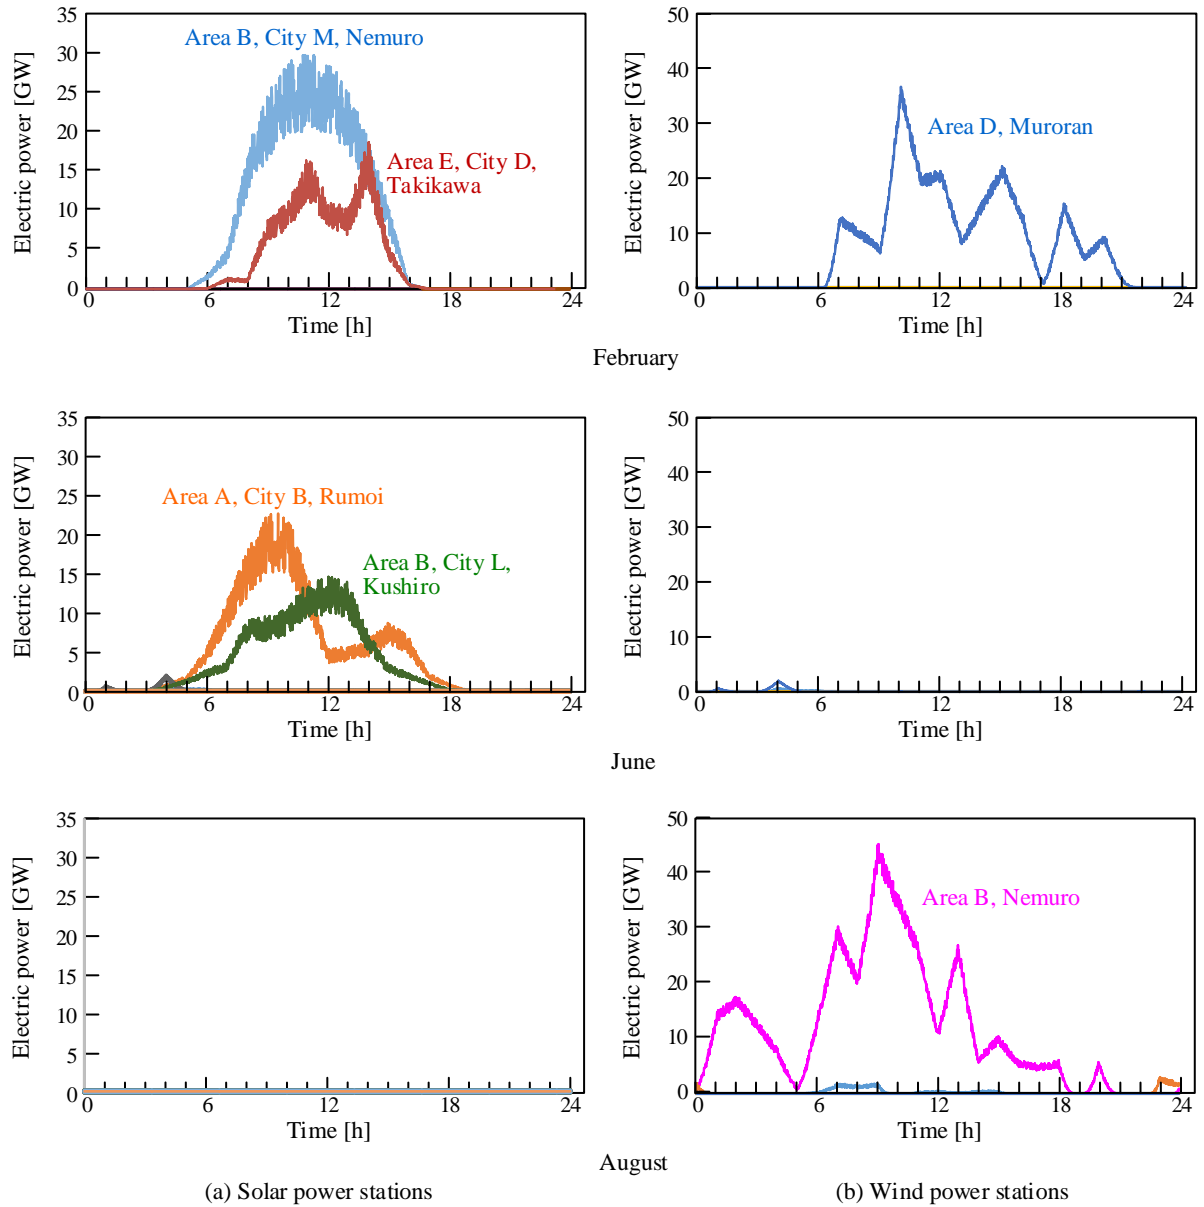 35
30
25
20
15
10
5
0
Electric power [GW]
Area B, City M, Nemuro
Area E, City D,
Takikawa
0 6 12 18 24
Time [h]
50
40
30
20
10
0
Electric power [GW]
Area D, Muroran
0 6 12 18 24
Time [h]
February
35
30
25
20
15
10
5
0
Electric power [GW]
Area A, City B, Rumoi
Area B, City L,
Kushiro
0 6 12 18 24
Time [h]
50
40
30
20
10
0
Electric power [GW]
0 6 12 18 24
Time [h]
June
35
30
25
20
15
10
5
0
Electric power [GW]
0 6 12 18 24
Time [h]
50
40
30
20
10
0
Electric power [GW]
Area B, Nemuro
0 6 12 18 24
Time [h]
August
(a) Solar power stations
(b) Wind power stations